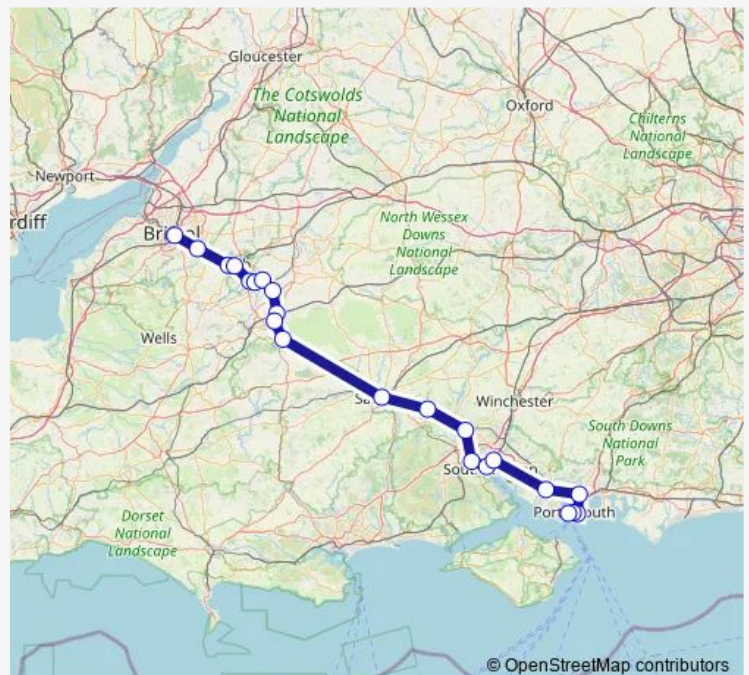 Gloucester
The Cotswolds
National
Landscape
Oxford
Chilterns
National
Landscape
Newport
rdiff
North Wessex
Downs
National
Landscape
Wells
Winchester
South Downs
National
Park
Dorset
National
Landscape
© OpenStreetMap contributors